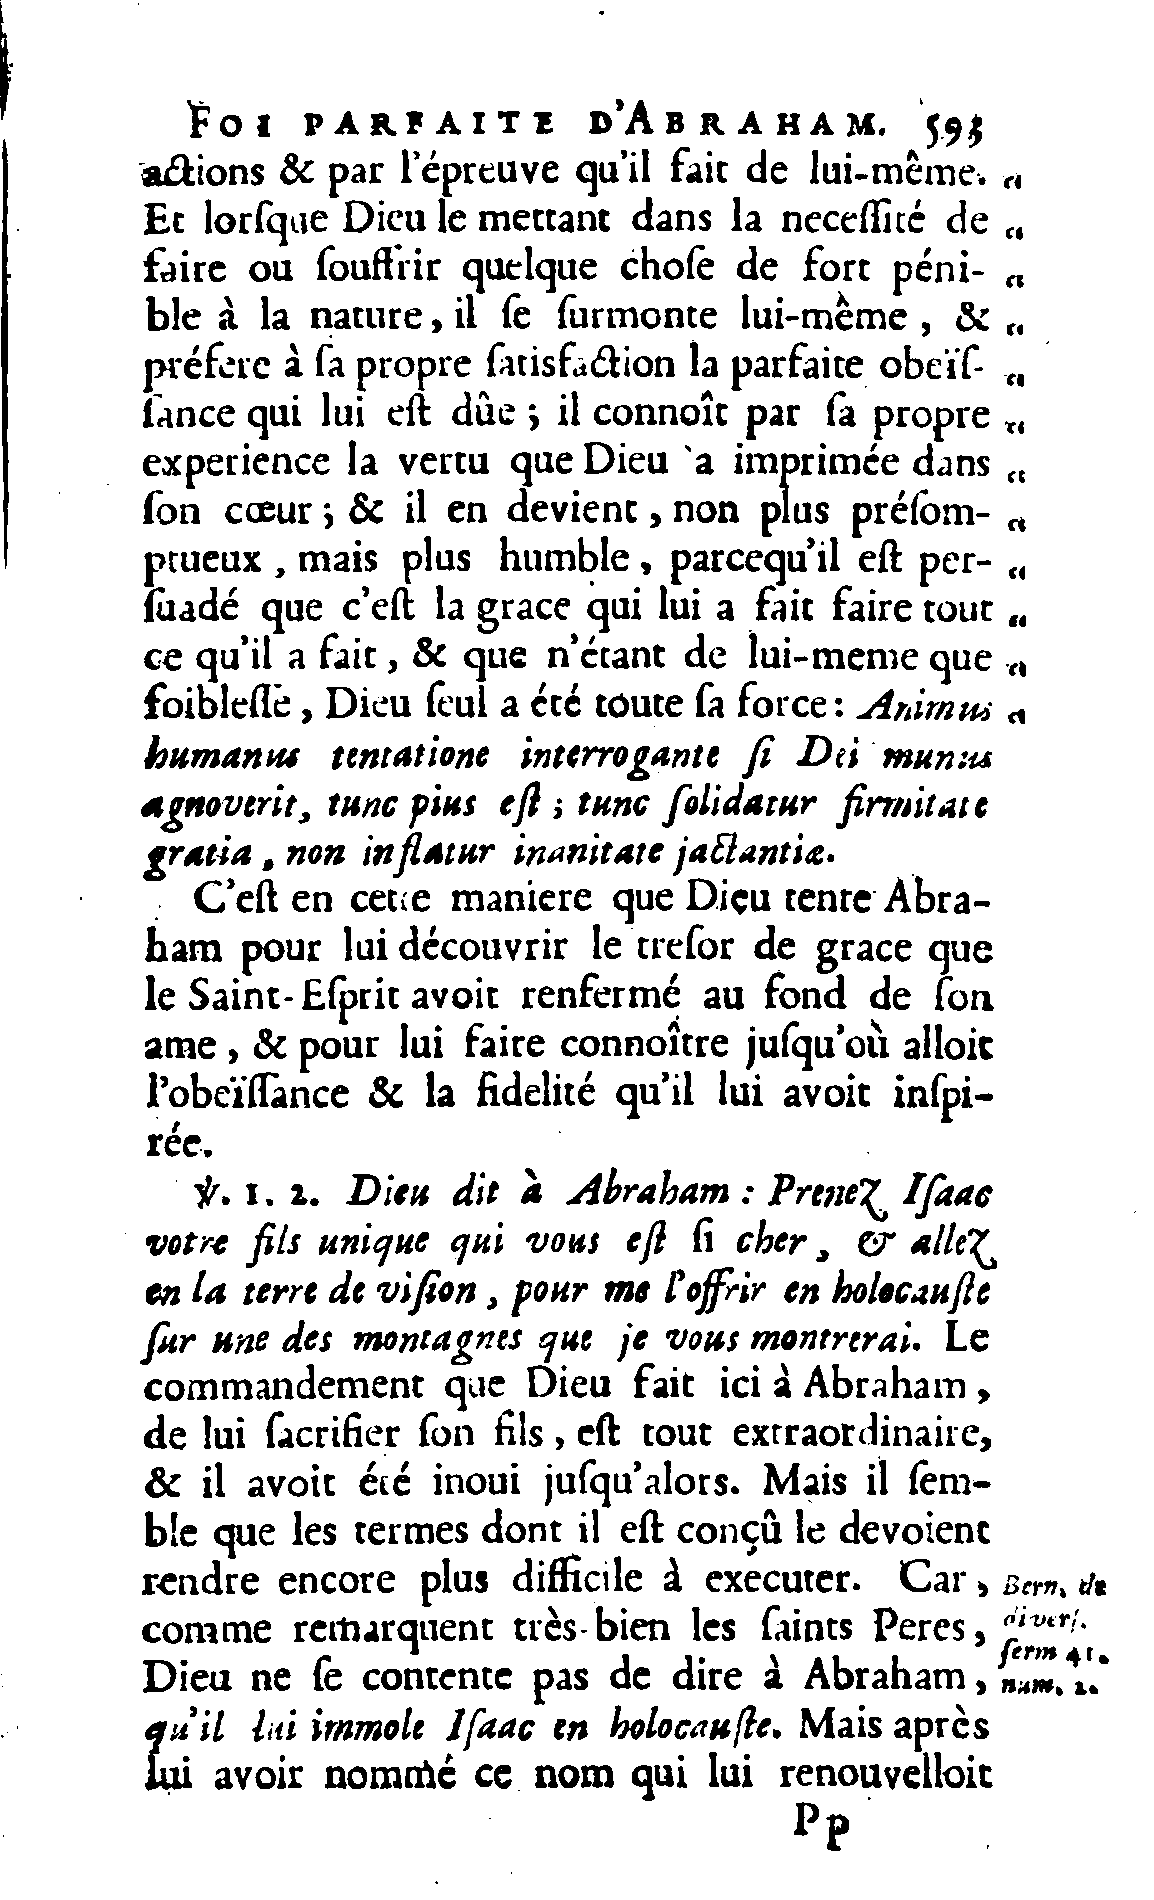 FOI PARFAITE D'ABRAHAM. 593
actions & par l'épreuve qu'il fait de lui-même. „
Et lorſque Dieu le mettant dans la neceſſité de „
faire ou ſouffrir quelque choſe de fort péni- „
ble à la nature, il ſe ſurmonte lui-même, & „
préfere à ſa propre ſatisfaction la parfaite obeïſ- „
ſance qui lui eſt dûe ; il connoît par ſa propre „
experience la vertu que Dieu a imprimée dans „
ſon cœur ; & il en devient, non plus préſom- „
ptueux, mais plus humble, parcequ'il eſt per- „
ſuadé que c'eſt la grace qui lui a fait faire tout „
ce qu'il a fait, & que n'étant de lui-meme que „
foibleſſe, Dieu ſeul a été toute ſa force : Animus „
humanus tentatione interrogante ſi Dei munus
agnoverit, tunc pius eſt ; tunc ſolidatur firmitate
gratia, non inflatur inanitate jactantiæ.
C'eſt en cette maniere que Dieu tente Abra-
ham pour lui découvrir le treſor de grace que
le Saint-Eſprit avoit renfermé au fond de ſon
ame, & pour lui faire connoître juſqu'où alloit
l'obeïſſance & la fidelité qu'il lui avoit inſpi-
rée.
℣. 1. 2. Dieu dit à Abraham : Prenez Iſaac
votre fils unique qui vous eſt ſi cher, & allez
en la terre de viſion, pour me l'offrir en holocauſte
ſur une des montagnes que je vous montrerai. Le
commandement que Dieu fait ici à Abraham,
de lui ſacrifier ſon fils, eſt tout extraordinaire,
& il avoit été inoui juſqu'alors. Mais il ſem-
ble que les termes dont il eſt conçû le devoient
rendre encore plus difficile à executer. Car,
comme remarquent très-bien les ſaints Peres,
Dieu ne ſe contente pas de dire à Abraham,
qu'il lui immole Iſaac en holocauſte. Mais après
lui avoir nommé ce nom qui lui renouvelloit
Bern. de
diverſ.
ſerm 41.
num. 2.
Pp